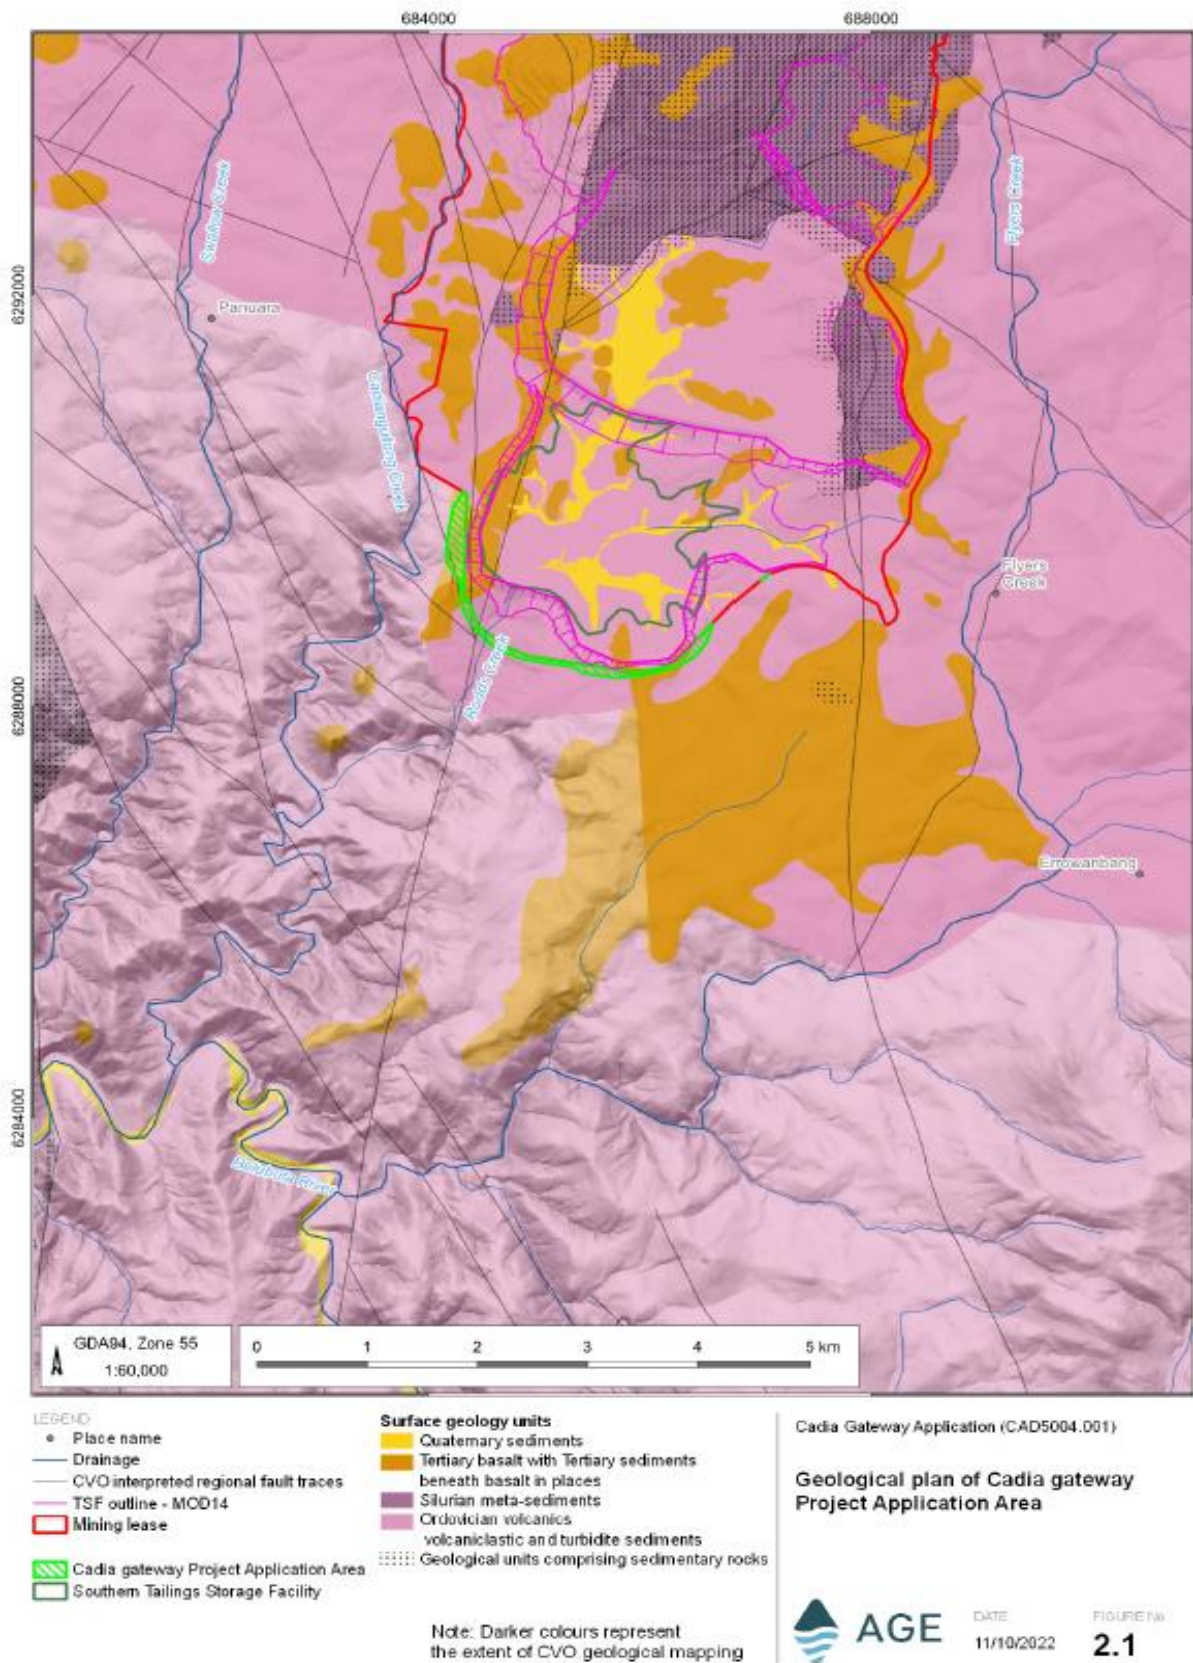 684000
688000
Swallow Creek
Flyers Creek
6292000
Panuara
Cadiangullong Creek
Flyers
Creek
Rodds Creek
6288000
Errowanbang
6284000
Belubula River
GDA94, Zone 55
1:60,000
N
0 1 2 3 4 5 km
LEGEND
Place name
Drainage
CVO interpreted regional fault traces
TSF outline - MOD14
Mining lease
Cadia gateway Project Application Area
Southern Tailings Storage Facility
Surface geology units
Quaternary sediments
Tertiary basalt with Tertiary sediments
beneath basalt in places
Silurian meta-sediments
Ordovician volcanics
volcaniclastic and turbidite sediments
Geological units comprising sedimentary rocks
Note: Darker colours represent
the extent of CVO geological mapping
Cadia Gateway Application (CAD5004.001)
Geological plan of Cadia gateway
Project Application Area
AGE
DATE
11/10/2022
FIGURE No
2.1